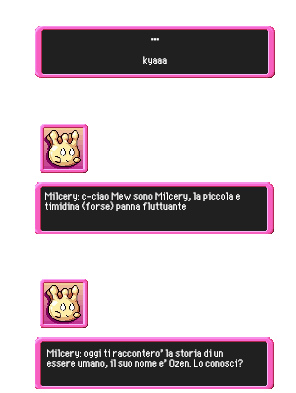 ...
kyaaa
Milcery: c-ciao Mew sono Milcery, la piccola e
timidina (forse) panna fluttuante
Milcery: oggi ti raccontero' la storia di un
essere umano, il suo nome e' Ozen. Lo conosci?